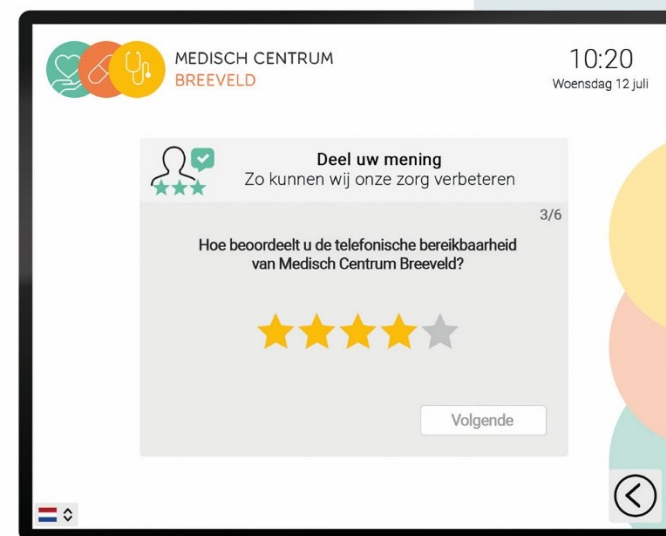 MEDISCH CENTRUM
BREEVELD
10:20
Woensdag 12 juli
Deel uw mening
Zo kunnen wij onze zorg verbeteren
3/6
Hoe beoordeelt u de telefonische bereikbaarheid
van Medisch Centrum Breeveld?
Volgende